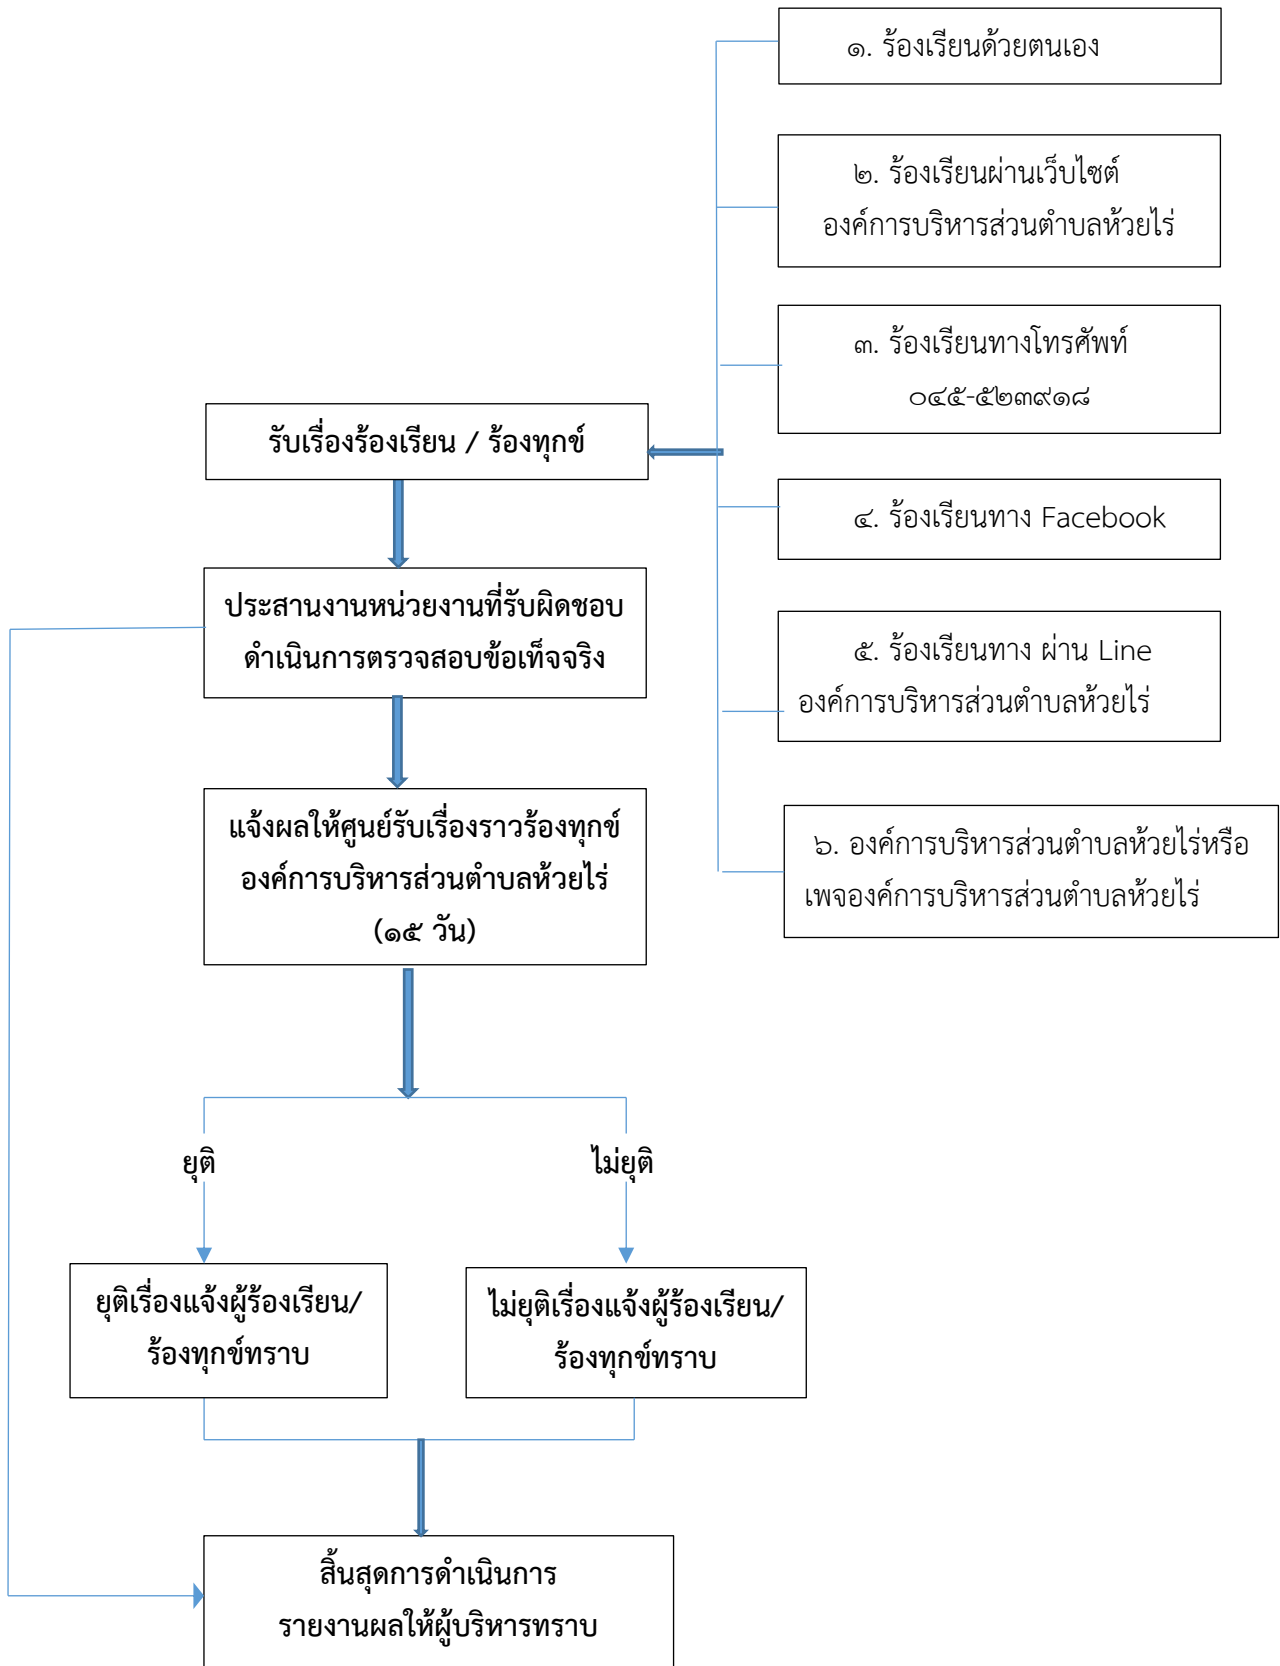 ๑. ร้องเรียนด้วยตนเอง
๒. ร้องเรียนผ่านเว็บไซต์
องค์การบริหารส่วนตำบลห้วยไร่
๓. ร้องเรียนทางโทรศัพท์
๐๔๕-๕๒๓๙๑๘
รับเรื่องร้องเรียน / ร้องทุกข์
๔. ร้องเรียนทาง Facebook
ประสานงานหน่วยงานที่รับผิดชอบ
ดำเนินการตรวจสอบข้อเท็จจริง
๕. ร้องเรียนทาง ผ่าน Line
องค์การบริหารส่วนตำบลห้วยไร่
แจ้งผลให้ศูนย์รับเรื่องราวร้องทุกข์
องค์การบริหารส่วนตำบลห้วยไร่
(๑๕ วัน)
๖. องค์การบริหารส่วนตำบลห้วยไร่หรือ
เพจองค์การบริหารส่วนตำบลห้วยไร่
ยุติ
ไม่ยุติ
ยุติเรื่องแจ้งผู้ร้องเรียน/
ร้องทุกข์ทราบ
ไม่ยุติเรื่องแจ้งผู้ร้องเรียน/
ร้องทุกข์ทราบ
สิ้นสุดการดำเนินการ
รายงานผลให้ผู้บริหารทราบ